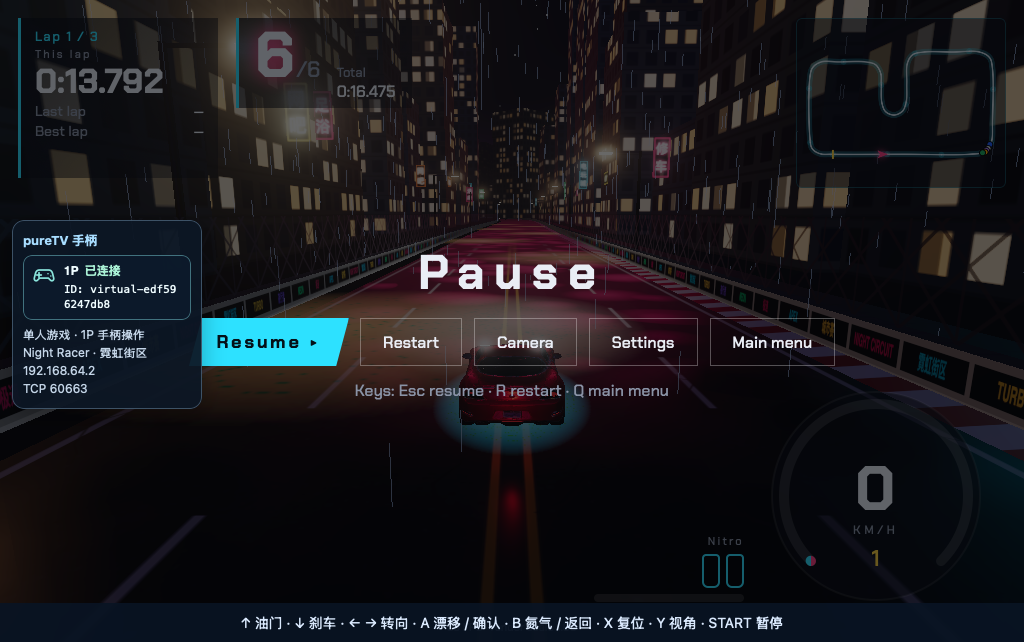 Lap 1 / 3
This lap
0:13.792
Last lap –
Best lap –
6/6
Total
0:16.475
浴
停车
pureTV 手柄
1P 已连接
ID: virtual-edf59
6247db8
单人游戏 · 1P 手柄操作
Night Racer · 霓虹街区
192.168.64.2
TCP 60663
Pause
Resume ▸
Restart
Camera
Settings
Main menu
Keys: Esc resume · R restart · Q main menu
NIGHT CIRCUIT
霓虹街区
TURB
0
KM/H
1
Nitro
↑ 油门 · ↓ 刹车 · ← → 转向 · A 漂移 / 确认 · B 氮气 / 返回 · X 复位 · Y 视角 · START 暂停